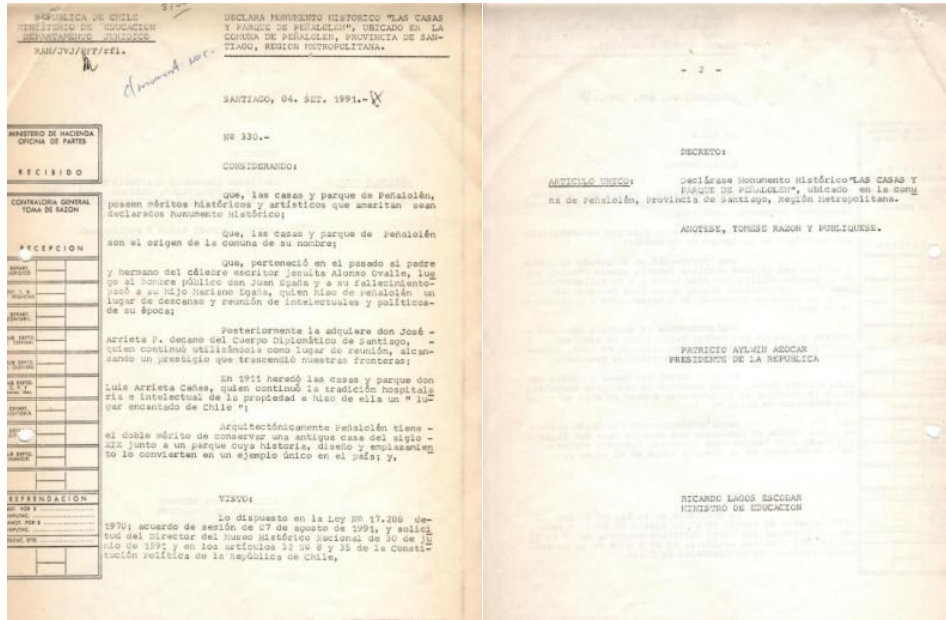 REPUBLICA DE CHILE
MINISTERIO DE EDUCACION
DEPARTAMENTO JURIDICO
RAN/JVJ/RFF/rfl.
DECLARA MONUMENTO HISTORICO "LAS CASAS
Y PARQUE DE PEÑALOLEN", UBICADO EN LA
COMUNA DE PEÑALOLEN, PROVINCIA DE SAN-
TIAGO, REGION METROPOLITANA.
SANTIAGO, 04. SET. 1991.-
Nº 330.-
CONSIDERANDO:
Que, las casas y parque de Peñalolén,
poseen méritos históricos y artísticos que ameritan sean
declarados Monumento Histórico;
Que, las casas y parque de Peñalolén
son el origen de la comuna de su nombre;
Que, perteneció en el pasado al padre
y hermano del célebre escritor jesuita Alonso Ovalle, lue
go al hombre público don Juan Egaña y a su fallecimiento-
pasó a su hijo Mariano Egaña, quien hizo de Peñalolén un
lugar de descanso y reunión de intelectuales y políticos-
de su época;
Posteriormente la adquiere don José -
Arrieta P. decano del Cuerpo Diplomático de Santiago, -
quien continuó utilizándola como lugar de reunión, alcan-
zando un prestigio que trascendió nuestras fronteras;
En 1911 heredó las casas y parque don
Luis Arrieta Cañas, quien continuó la tradición hospitala
ria e intelectual de la propiedad e hizo de ella un " lu-
gar encantado de Chile ";
Arquitectónicamente Peñalolén tiene -
el doble mérito de conservar una antigua casa del siglo -
XIX junto a un parque cuya historia, diseño y emplazamien
to lo convierten en un ejemplo único en el país; y,
VISTO:
Lo dispuesto en la Ley Nº 17.288 de-
1970; acuerdo de sesión de 07 de agosto de 1991, y solici
tud del Director del Museo Histórico Nacional de 30 de ju
nio de 1991 y en los artículos 32 Nº 8 y 35 de la Consti-
tución Política de la República de Chile,
MINISTERIO DE HACIENDA
OFICINA DE PARTES
RECIBIDO
CONTRALORIA GENERAL
TOMA DE RAZON
RECEPCION
REFRENDACION
- 2 -
DECRETO:
ARTICULO UNICO: Declárase Monumento Histórico "LAS CASAS Y
PARQUE DE PEÑALOLEN", ubicado en la comu
na de Peñalolén, Provincia de Santiago, Región Metropolitana.
ANOTESE, TOMESE RAZON Y PUBLIQUESE.
PATRICIO AYLWIN AZOCAR
PRESIDENTE DE LA REPUBLICA
RICARDO LAGOS ESCOBAR
MINISTRO DE EDUCACION